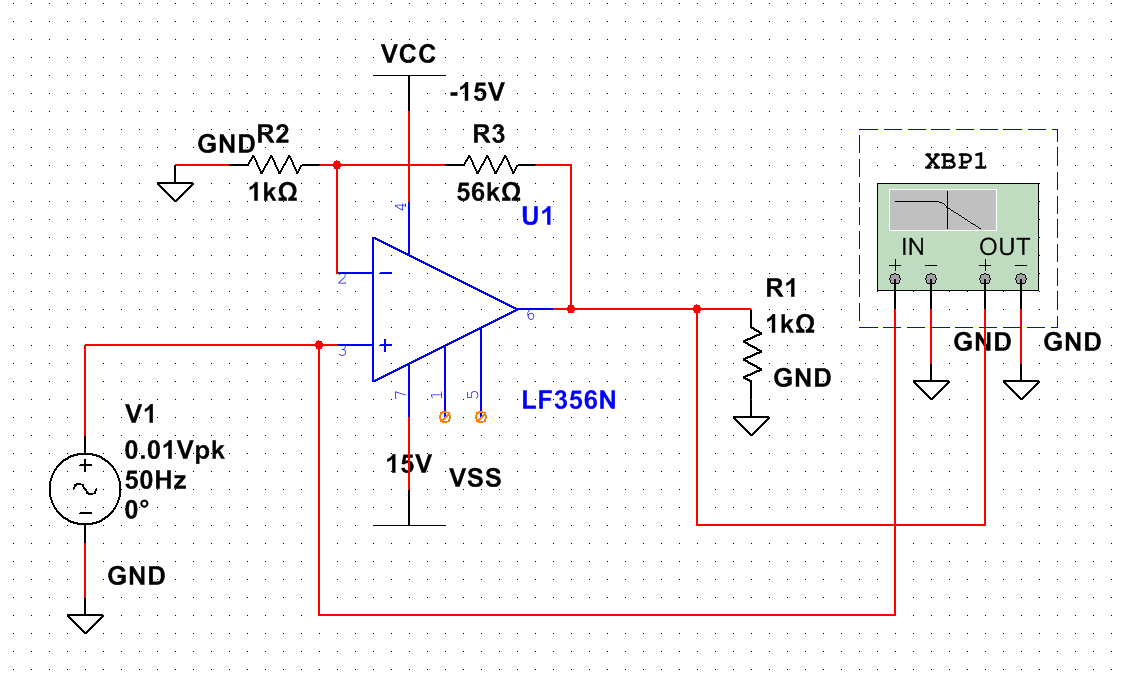 VCC
-15V
GND
R2
1kΩ
R3
56kΩ
U1
4
2
3
6
7
1
5
LF356N
15V
VSS
V1
0.01Vpk
50Hz
0°
GND
R1
1kΩ
GND
XBP1
IN
OUT
GND
GND